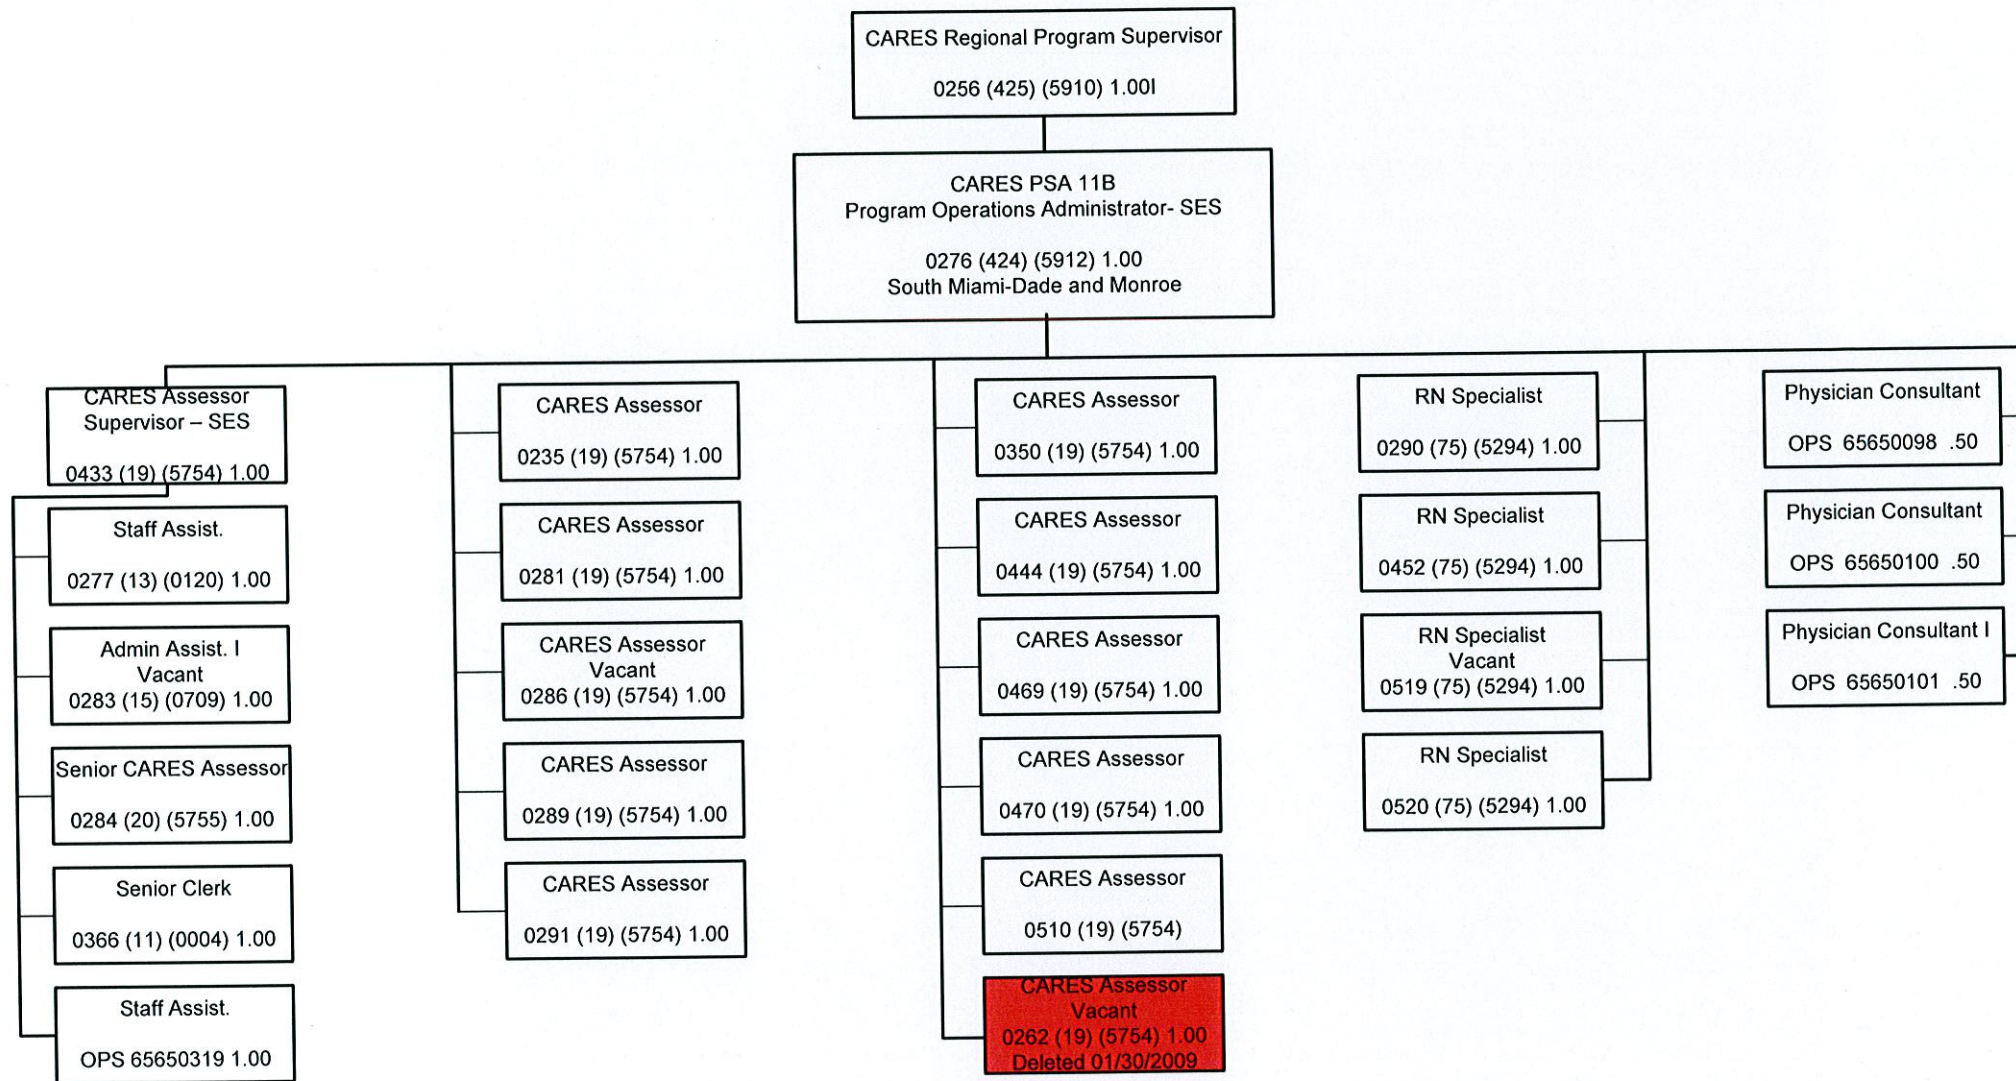 CARES Regional Program Supervisor
0256 (425) (5910) 1.00I
CARES PSA 11B
Program Operations Administrator- SES
0276 (424) (5912) 1.00
South Miami-Dade and Monroe
CARES Assessor
Supervisor – SES
0433 (19) (5754) 1.00
Staff Assist.
0277 (13) (0120) 1.00
Admin Assist. I
Vacant
0283 (15) (0709) 1.00
Senior CARES Assessor
0284 (20) (5755) 1.00
Senior Clerk
0366 (11) (0004) 1.00
Staff Assist.
OPS 65650319 1.00
CARES Assessor
0235 (19) (5754) 1.00
CARES Assessor
0281 (19) (5754) 1.00
CARES Assessor
Vacant
0286 (19) (5754) 1.00
CARES Assessor
0289 (19) (5754) 1.00
CARES Assessor
0291 (19) (5754) 1.00
CARES Assessor
0350 (19) (5754) 1.00
CARES Assessor
0444 (19) (5754) 1.00
CARES Assessor
0469 (19) (5754) 1.00
CARES Assessor
0470 (19) (5754) 1.00
CARES Assessor
0510 (19) (5754)
CARES Assessor
Vacant
0262 (19) (5754) 1.00
Deleted 01/30/2009
RN Specialist
0290 (75) (5294) 1.00
RN Specialist
0452 (75) (5294) 1.00
RN Specialist
Vacant
0519 (75) (5294) 1.00
RN Specialist
0520 (75) (5294) 1.00
Physician Consultant
OPS 65650098 .50
Physician Consultant
OPS 65650100 .50
Physician Consultant I
OPS 65650101 .50